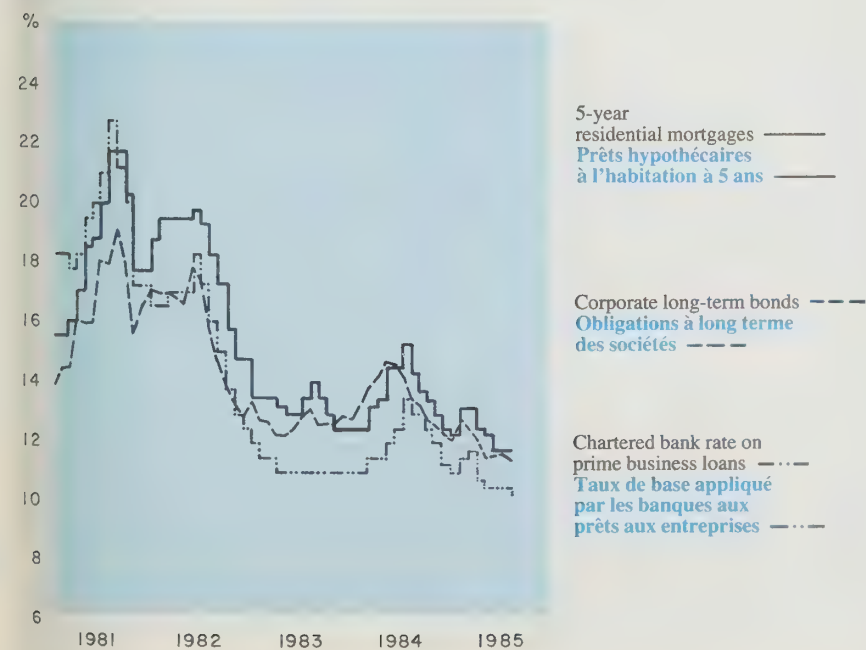 %
24
22
20
18
16
14
12
10
8
6
1981 1982 1983 1984 1985
5-year
residential mortgages
Prêts hypothécaires
à l'habitation à 5 ans
Corporate long-term bonds
Obligations à long terme
des sociétés
Chartered bank rate on
prime business loans
Taux de base appliqué
par les banques aux
prêts aux entreprises